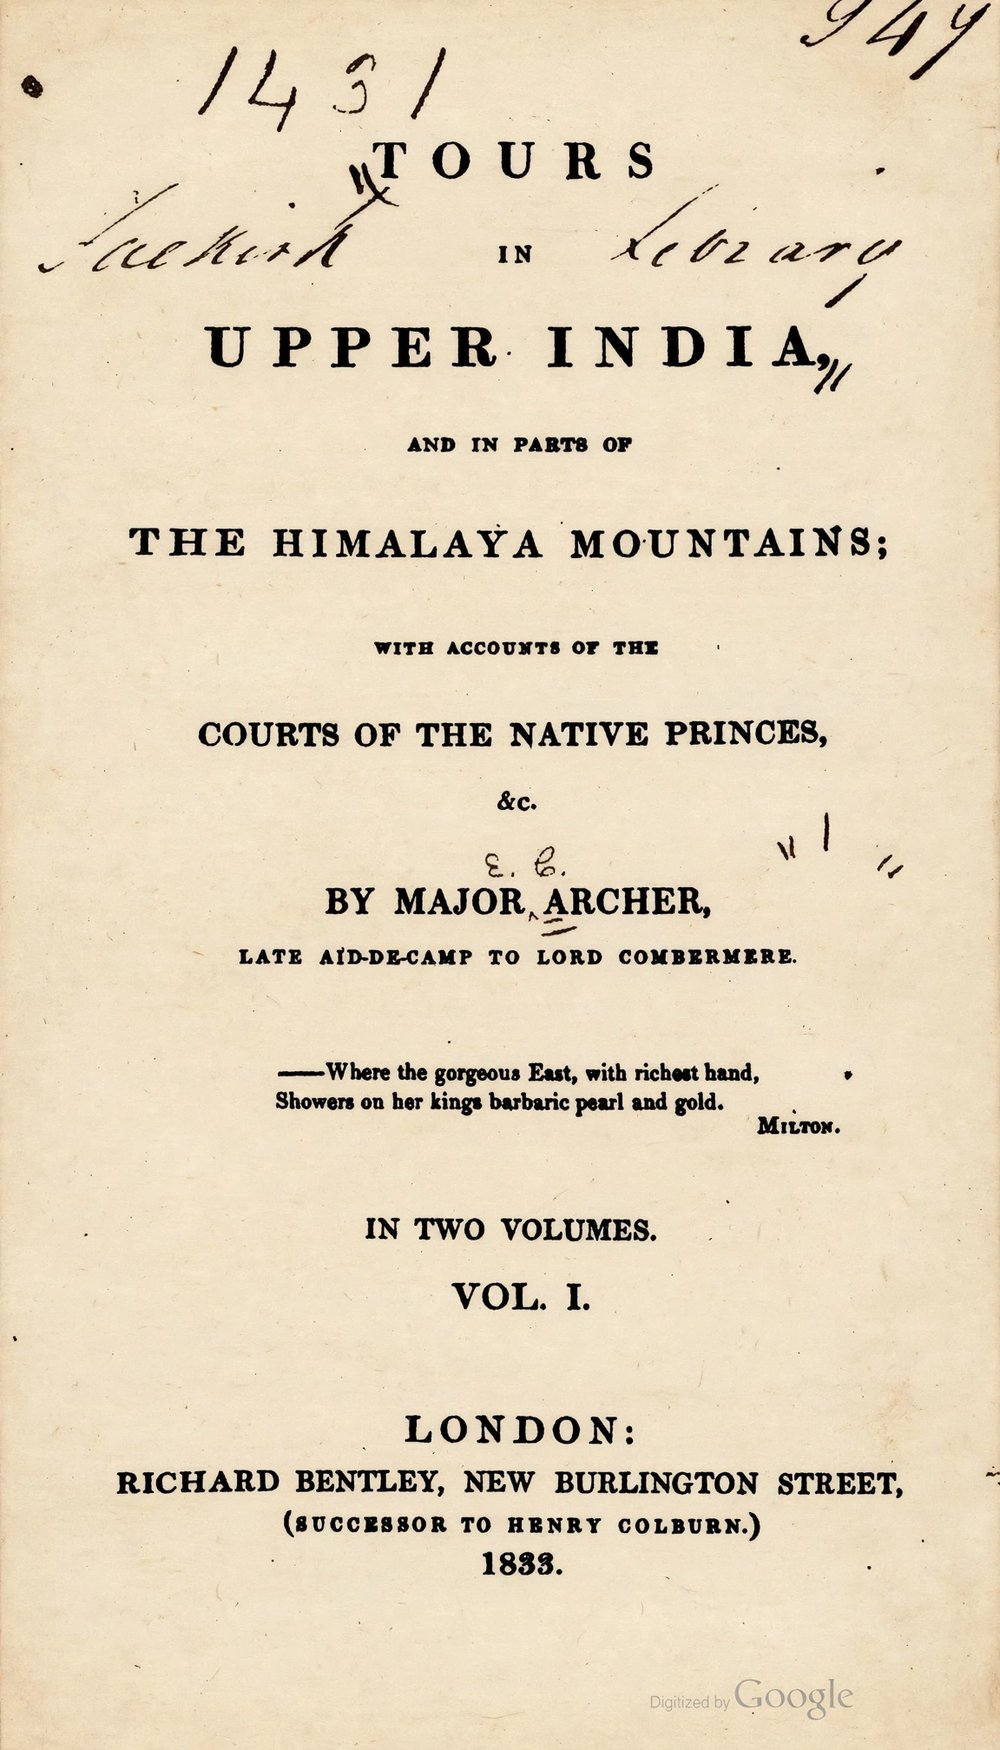 1431
TOURS
IN Library
UPPER INDIA,
AND IN PARTS OF
THE HIMALAYA MOUNTAINS;
WITH ACCOUNTS OF THE
COURTS OF THE NATIVE PRINCES,
&c.
1
E. C.
BY MAJOR ARCHER,
LATE AID-DE-CAMP TO LORD COMBERMERE.
——Where the gorgeous East, with richest hand,
Showers on her kings barbaric pearl and gold.
MILTON.
IN TWO VOLUMES.
VOL. I.
LONDON:
RICHARD BENTLEY, NEW BURLINGTON STREET,
(SUCCESSOR TO HENRY COLBURN.)
1833.
Digitized by Google